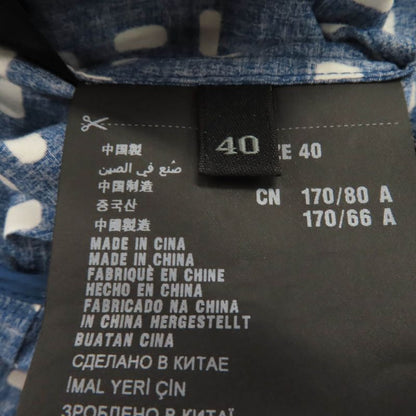 中国製
صنع في الصين
中国制造
중국산
中國製造
MADE IN CINA
MADE IN CHINA
FABRIQUÉ EN CHINE
HECHO EN CHINA
FABRICADO NA CHINA
IN CHINA HERGESTELLT
BUATAN CINA
СДЕЛАНО В КИТАЕ
IMAL YERİ ÇİN
ЗРОБЛЕНО В КИТАЇ
40
ZE 40
CN 170/80 A
170/66 A